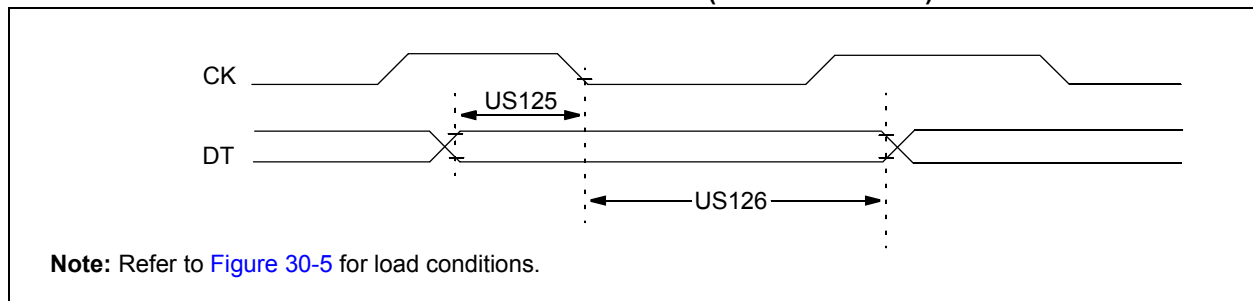 CK
US125
DT
US126
Note: Refer to Figure 30-5 for load conditions.